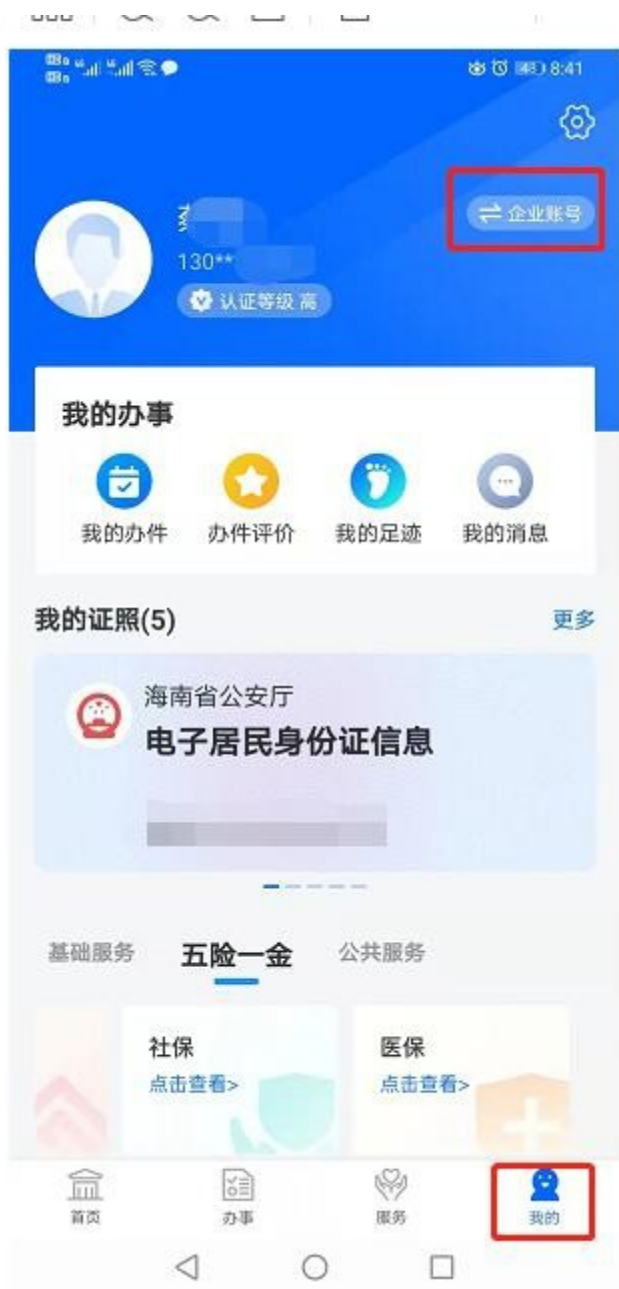 8:41
企业账号
130**
认证等级 高
我的办事
我的办件 办件评价 我的足迹 我的消息
我的证照(5) 更多
海南省公安厅
电子居民身份证信息
基础服务 五险一金 公共服务
社保 医保
点击查看> 点击查看>
首页 办事 服务 我的